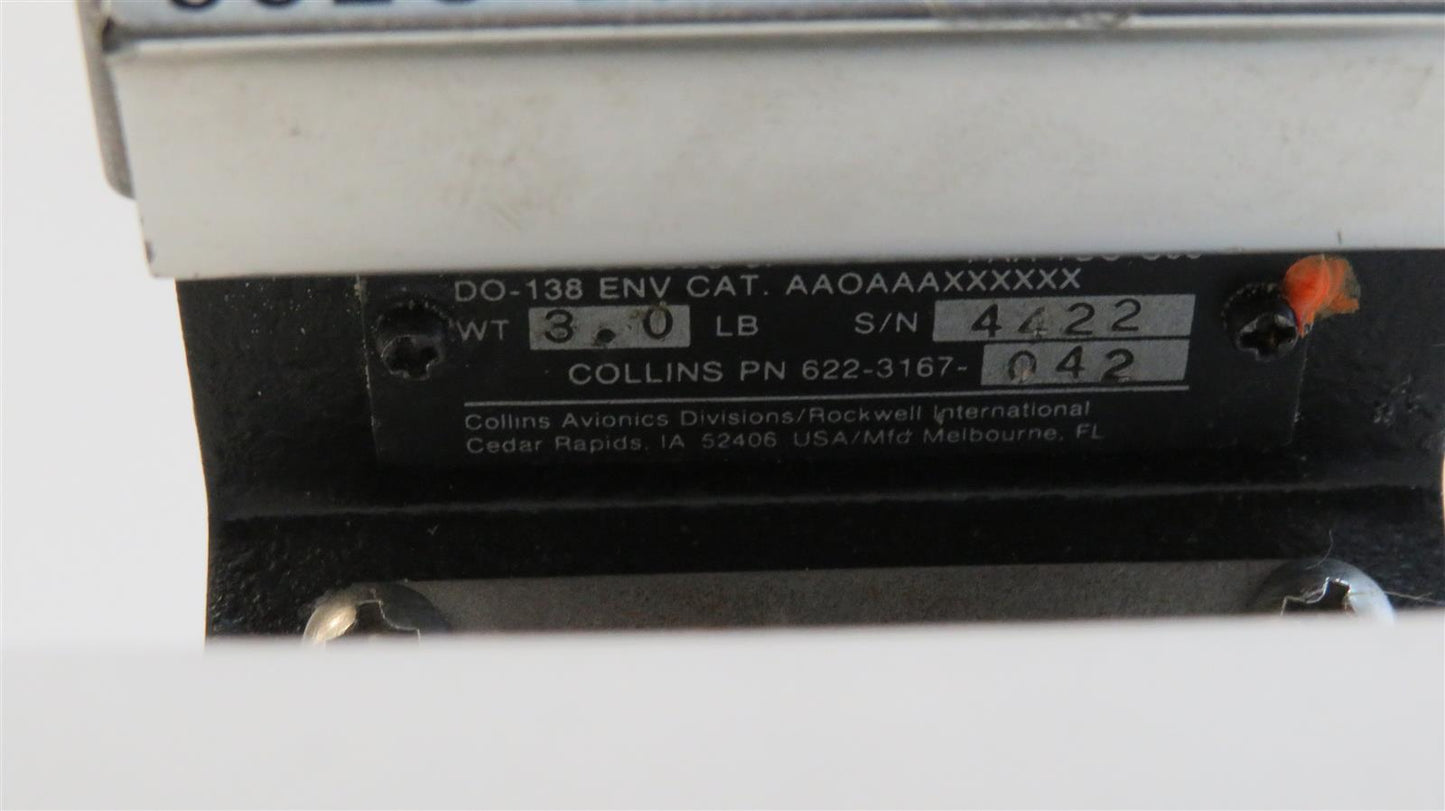 DO-138 ENV CAT. AAOAAAXXXXXX
WT 3.0 LB S/N 4422
COLLINS PN 622-3167-042
Collins Avionics Divisions/Rockwell International
Cedar Rapids, IA 52406 USA/Mfd Melbourne, FL